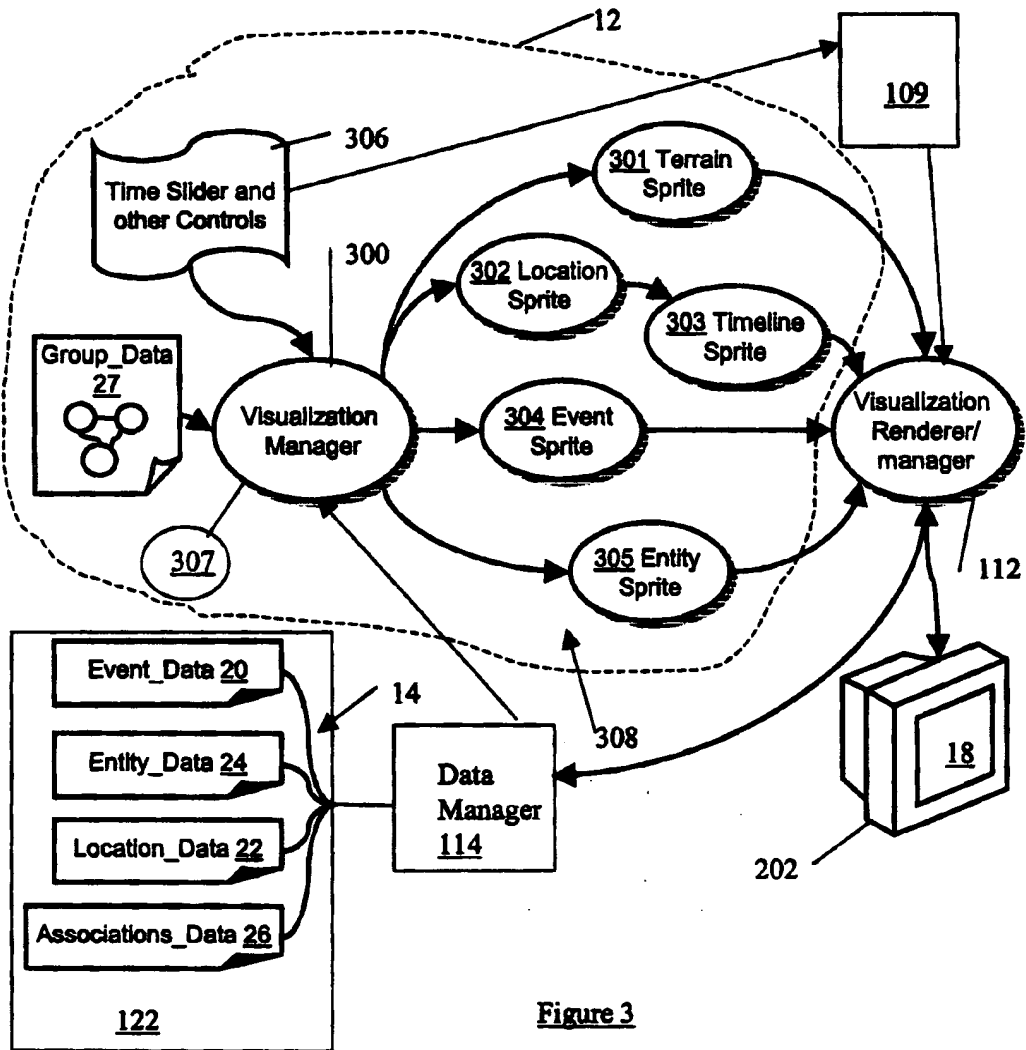 12
109
306
Time Slider and
other Controls
301 Terrain
Sprite
300
302 Location
Sprite
303 Timeline
Sprite
Group_Data
27
Visualization
Manager
304 Event
Sprite
Visualization
Renderer/
manager
307
305 Entity
Sprite
112
Event_Data 20
14
308
Entity_Data 24
Data
Manager
114
18
Location_Data 22
202
Associations_Data 26
122
Figure 3